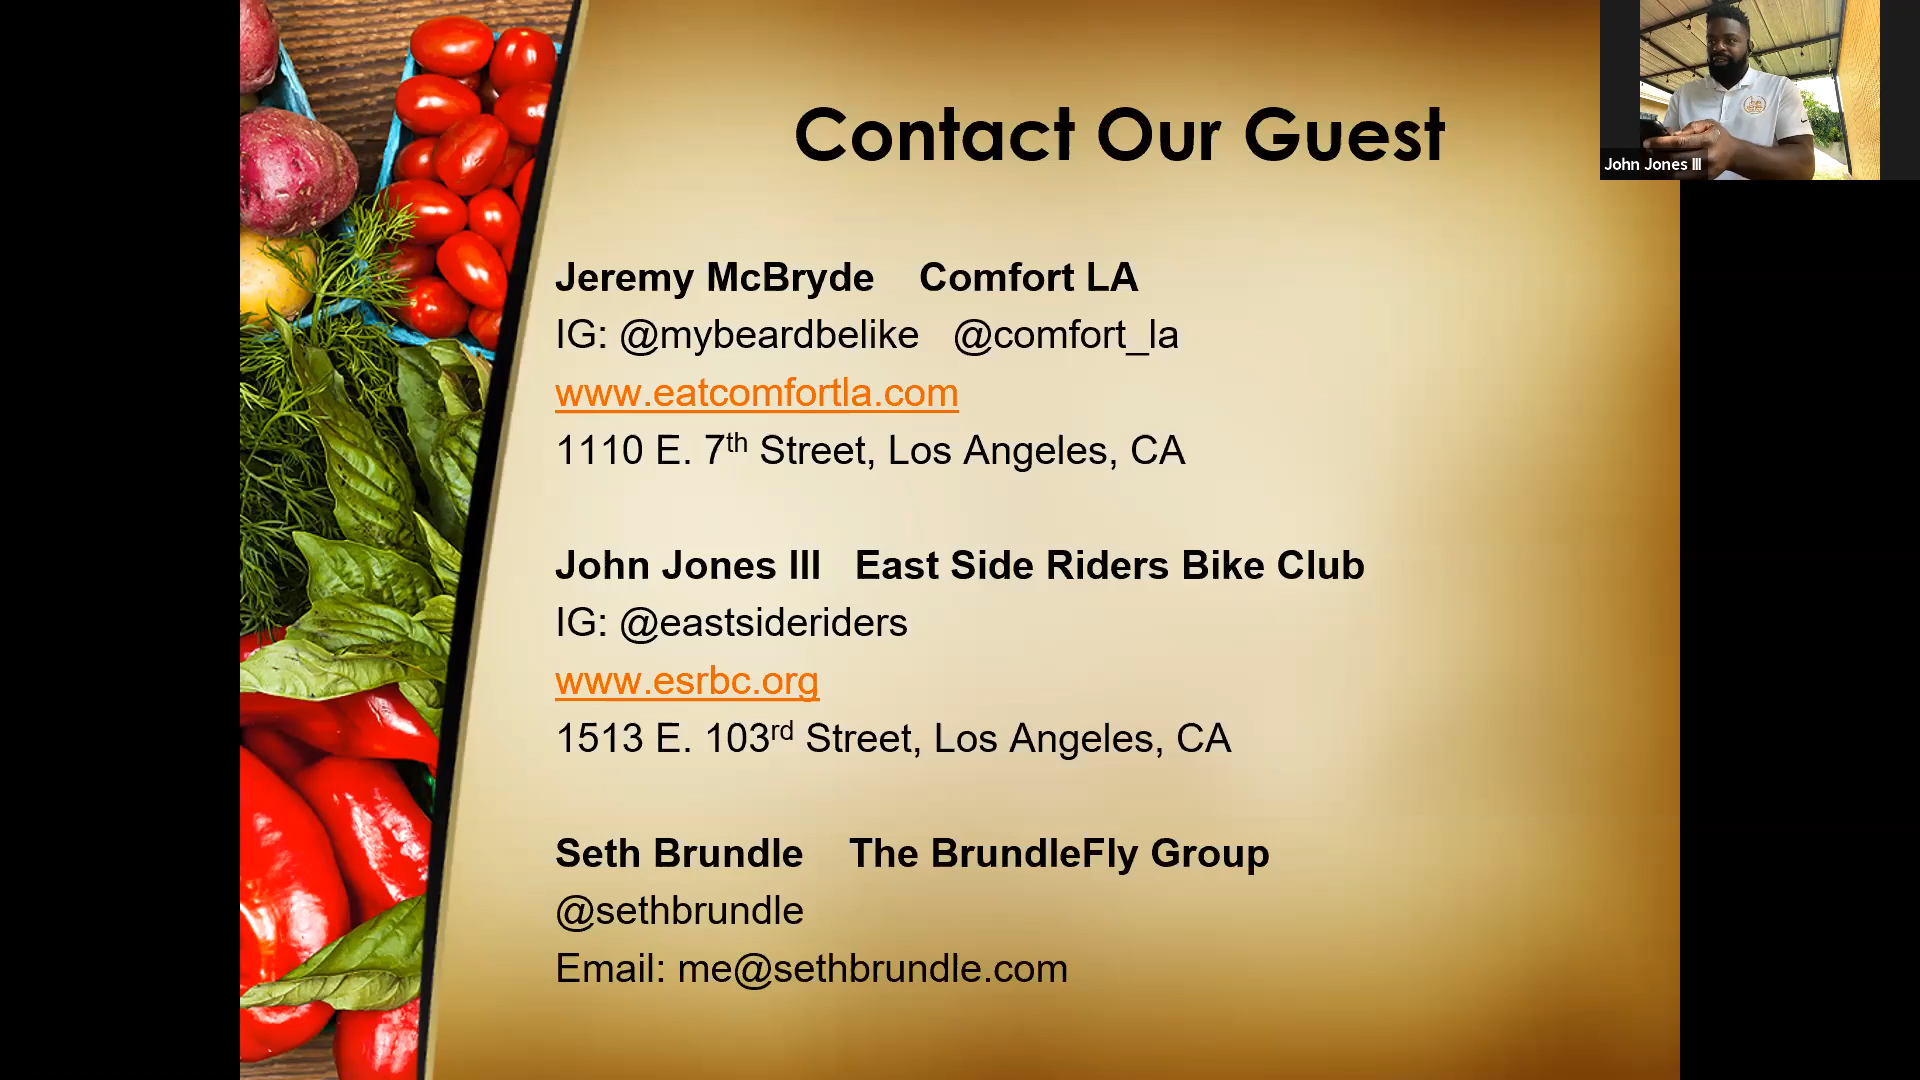 Contact Our Guest
John Jones III
Jeremy McBryde Comfort LA
IG: @mybeardbelike @comfort_la
www.eatcomfortla.com
1110 E. 7th Street, Los Angeles, CA
John Jones III East Side Riders Bike Club
IG: @eastsideriders
www.esrbc.org
1513 E. 103rd Street, Los Angeles, CA
Seth Brundle The BrundleFly Group
@sethbrundle
Email: me@sethbrundle.com